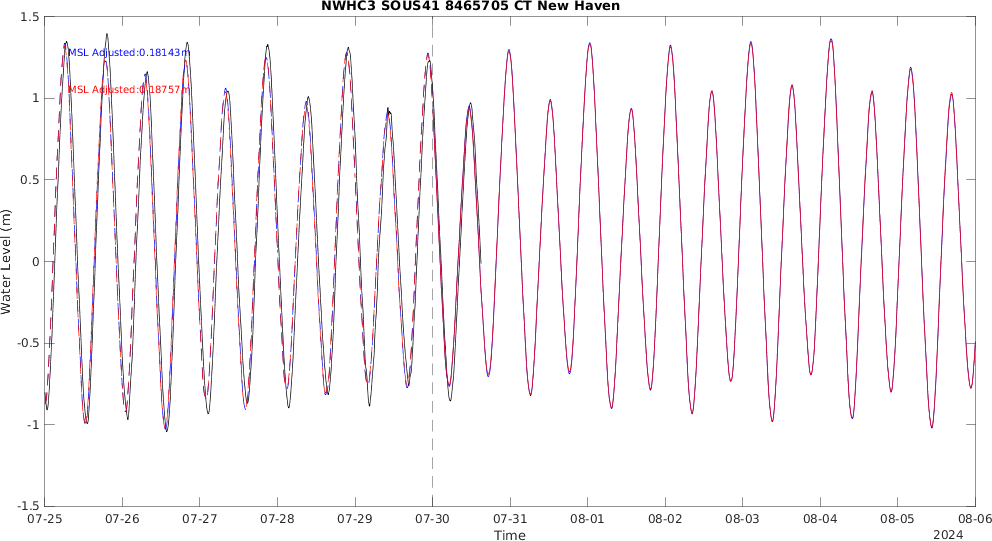 NWHC3 SOUS41 8465705 CT New Haven
1.5
MSL Adjusted:0.18143m
MSL Adjusted:0.18757m
1
0.5
0
-0.5
-1
-1.5
Water Level (m)
07-25 07-26 07-27 07-28 07-29 07-30 07-31 08-01 08-02 08-03 08-04 08-05 08-06
Time
2024